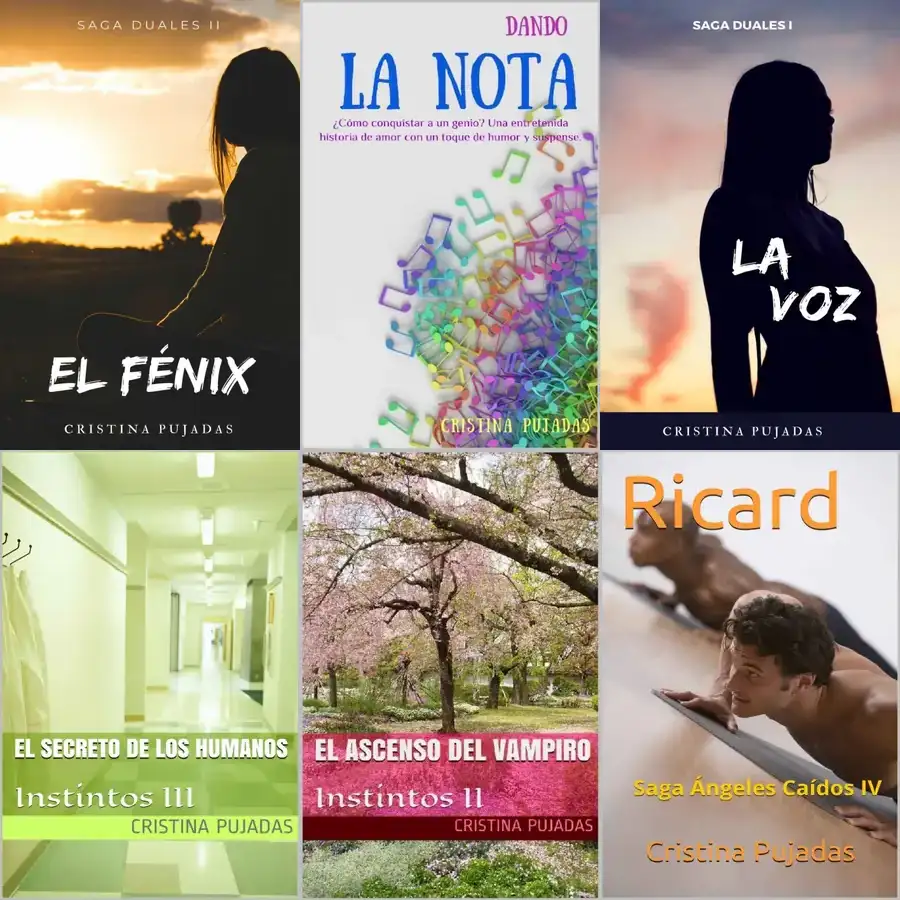 SAGA DUALES II
EL FÉNIX
CRISTINA PUJADAS
DANDO
LA NOTA
¿Cómo conquistar a un genio? Una entretenida
historia de amor con un toque de humor y suspense.
CRISTINA PUJADAS
SAGA DUALES I
LA
VOZ
CRISTINA PUJADAS
EL SECRETO DE LOS HUMANOS
Instintos III
CRISTINA PUJADAS
EL ASCENSO DEL VAMPIRO
Instintos II
CRISTINA PUJADAS
Ricard
Saga Ángeles Caídos IV
Cristina Pujadas